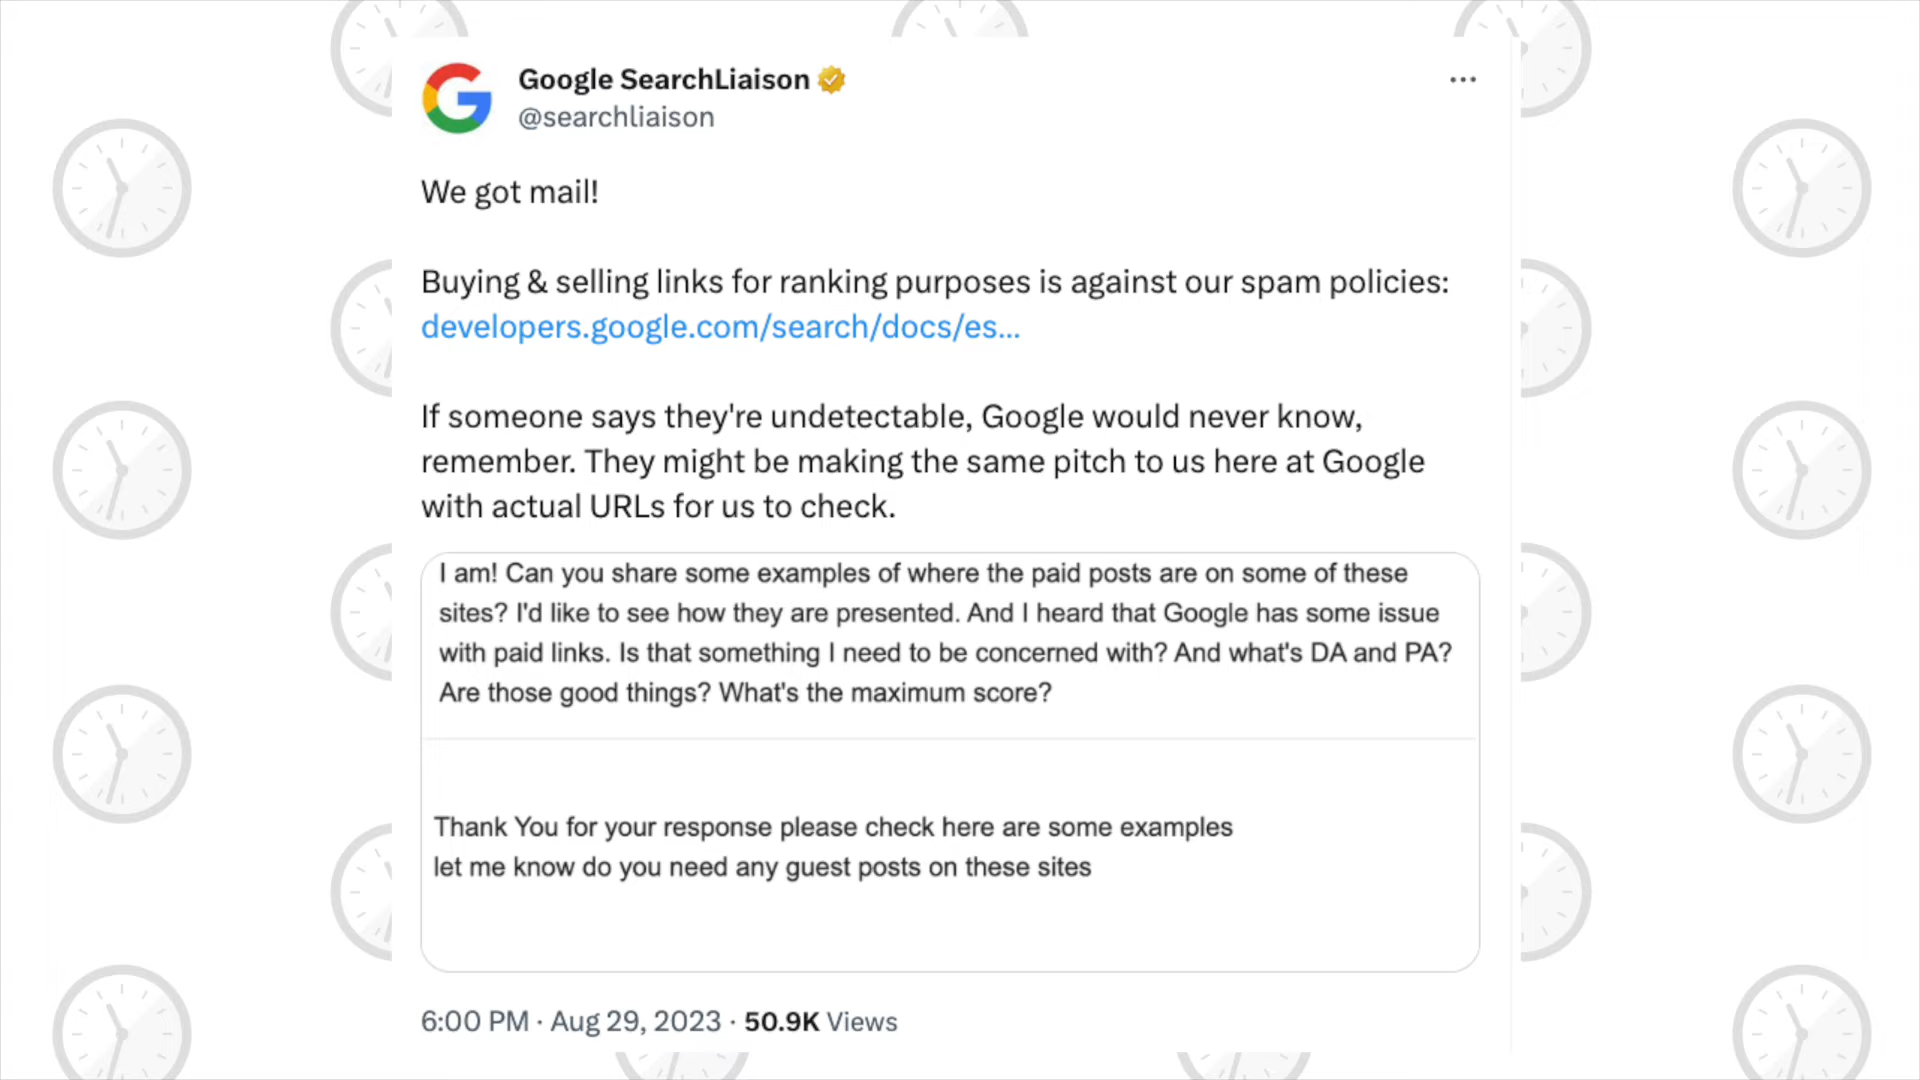 Google SearchLiaison
@searchliaison
We got mail!
Buying & selling links for ranking purposes is against our spam policies:
developers.google.com/search/docs/es...
If someone says they're undetectable, Google would never know,
remember. They might be making the same pitch to us here at Google
with actual URLs for us to check.
I am! Can you share some examples of where the paid posts are on some of these
sites? I'd like to see how they are presented. And I heard that Google has some issue
with paid links. Is that something I need to be concerned with? And what's DA and PA?
Are those good things? What's the maximum score?
Thank You for your response please check here are some examples
let me know do you need any guest posts on these sites
6:00 PM · Aug 29, 2023 · 50.9K Views